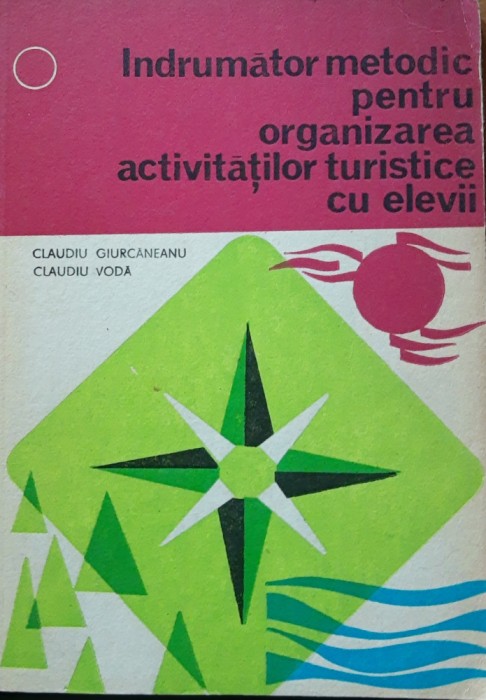 Indrumător metodic
pentru
organizarea
activităților turistice
cu elevii
CLAUDIU GIURCĂNEANU
CLAUDIU VODĂ